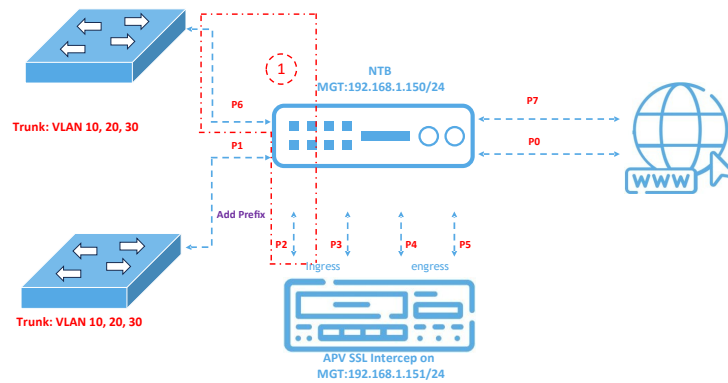 1
NTB
MGT:192.168.1.150/24
P6
P7
Trunk: VLAN 10, 20, 30
P1
P0
WWW
Add Prefix
P2
P3
P4
P5
ingress
engress
Trunk: VLAN 10, 20, 30
APV SSL Intercep on
MGT:192.168.1.151/24